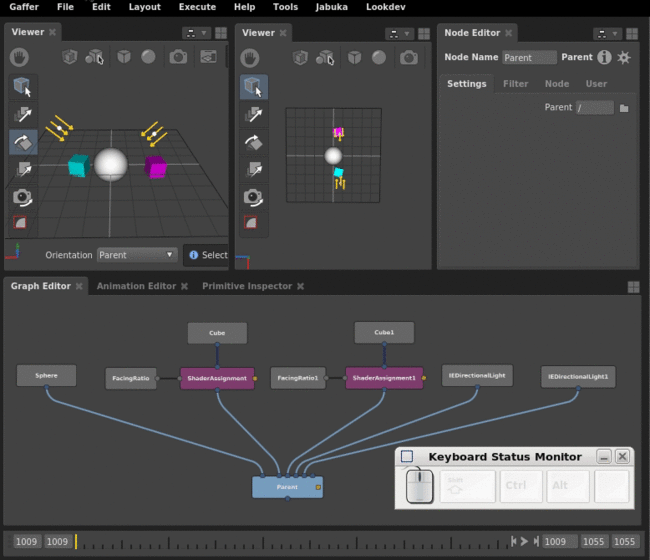 Gaffer File Edit Layout Execute Help Tools Jabuka Lookdev
Viewer
Viewer
Node Editor
Node Name Parent Parent
Settings Filter Node User
Parent /
Orientation Parent
Select
Graph Editor Animation Editor Primitive Inspector
Cube
Cube1
Sphere
FacingRatio
ShaderAssignment
FacingRatio1
ShaderAssignment1
IEDirectionalLight
IEDirectionalLight1
Parent
Keyboard Status Monitor
Ctrl
Alt
1009 1009 1009 1055 1055